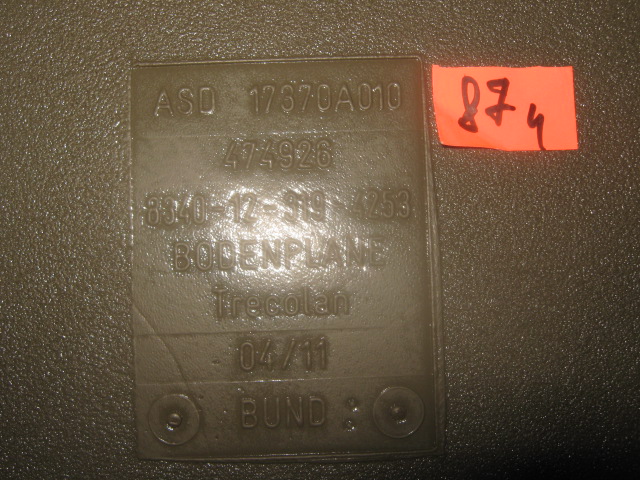 ASD 17370A010
474926
8340-12-319-4253
BODENPLANE
Trecolan
04/11
BUND
87